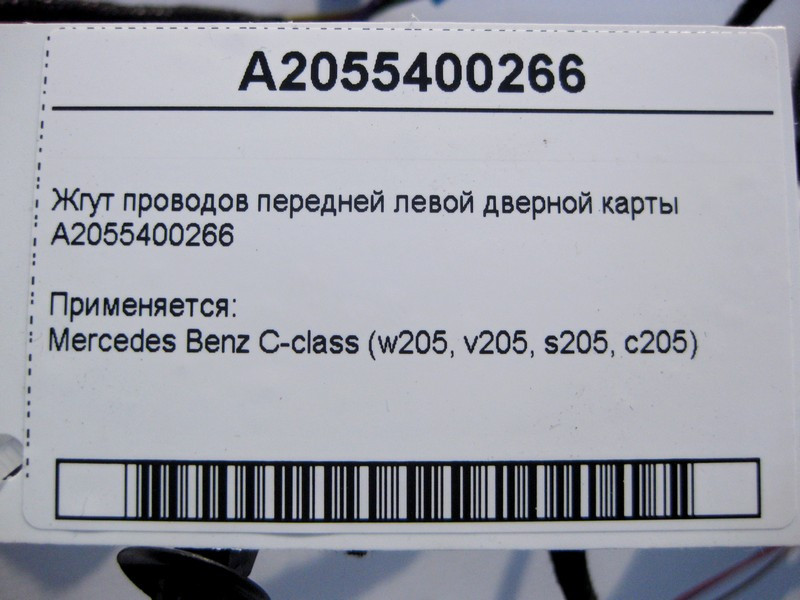 A2055400266
Жгут проводов передней левой дверной карты
A2055400266
Применяется:
Mercedes Benz C-class (w205, v205, s205, c205)